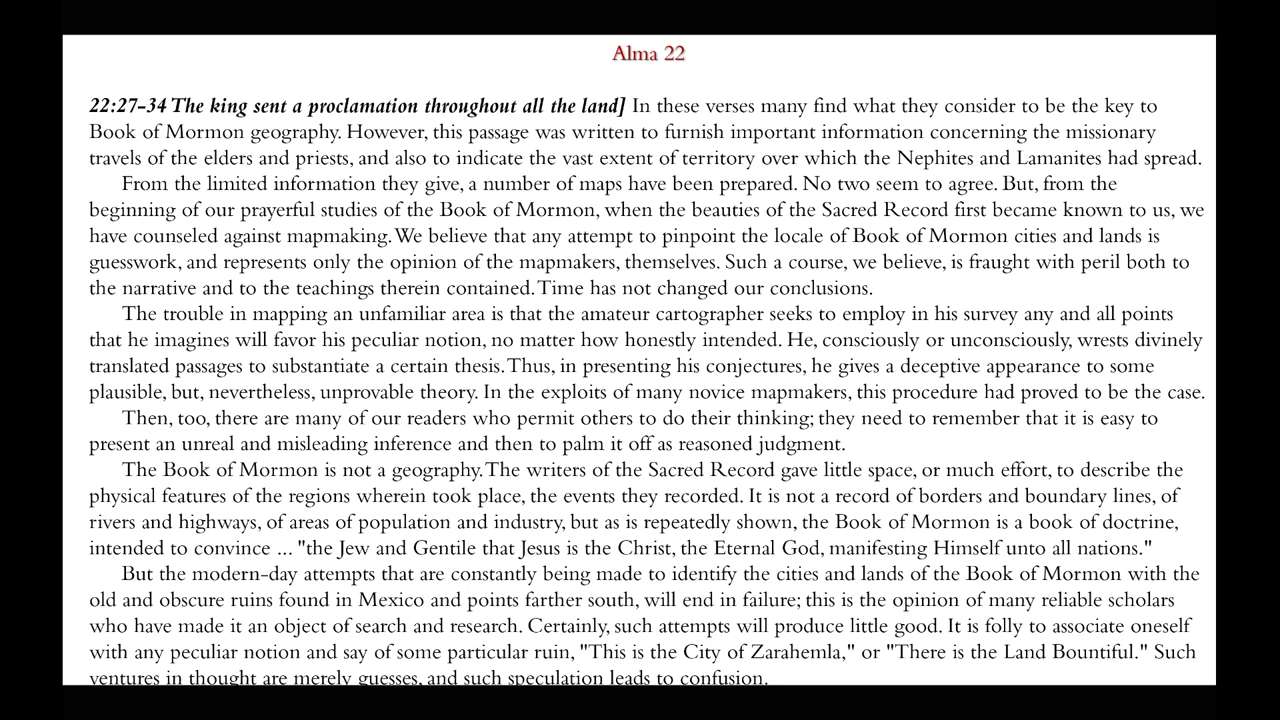 Alma 22
22:27-34 The king sent a proclamation throughout all the land] In these verses many find what they consider to be the key to
Book of Mormon geography. However, this passage was written to furnish important information concerning the missionary
travels of the elders and priests, and also to indicate the vast extent of territory over which the Nephites and Lamanites had spread.
From the limited information they give, a number of maps have been prepared. No two seem to agree. But, from the
beginning of our prayerful studies of the Book of Mormon, when the beauties of the Sacred Record first became known to us, we
have counseled against mapmaking. We believe that any attempt to pinpoint the locale of Book of Mormon cities and lands is
guesswork, and represents only the opinion of the mapmakers, themselves. Such a course, we believe, is fraught with peril both to
the narrative and to the teachings therein contained. Time has not changed our conclusions.
The trouble in mapping an unfamiliar area is that the amateur cartographer seeks to employ in his survey any and all points
that he imagines will favor his peculiar notion, no matter how honestly intended. He, consciously or unconsciously, wrests divinely
translated passages to substantiate a certain thesis. Thus, in presenting his conjectures, he gives a deceptive appearance to some
plausible, but, nevertheless, unprovable theory. In the exploits of many novice mapmakers, this procedure had proved to be the case.
Then, too, there are many of our readers who permit others to do their thinking; they need to remember that it is easy to
present an unreal and misleading inference and then to palm it off as reasoned judgment.
The Book of Mormon is not a geography. The writers of the Sacred Record gave little space, or much effort, to describe the
physical features of the regions wherein took place, the events they recorded. It is not a record of borders and boundary lines, of
rivers and highways, of areas of population and industry, but as is repeatedly shown, the Book of Mormon is a book of doctrine,
intended to convince ... "the Jew and Gentile that Jesus is the Christ, the Eternal God, manifesting Himself unto all nations."
But the modern-day attempts that are constantly being made to identify the cities and lands of the Book of Mormon with the
old and obscure ruins found in Mexico and points farther south, will end in failure; this is the opinion of many reliable scholars
who have made it an object of search and research. Certainly, such attempts will produce little good. It is folly to associate oneself
with any peculiar notion and say of some particular ruin, "This is the City of Zarahemla," or "There is the Land Bountiful." Such
ventures in thought are merely guesses, and such speculation leads to confusion.